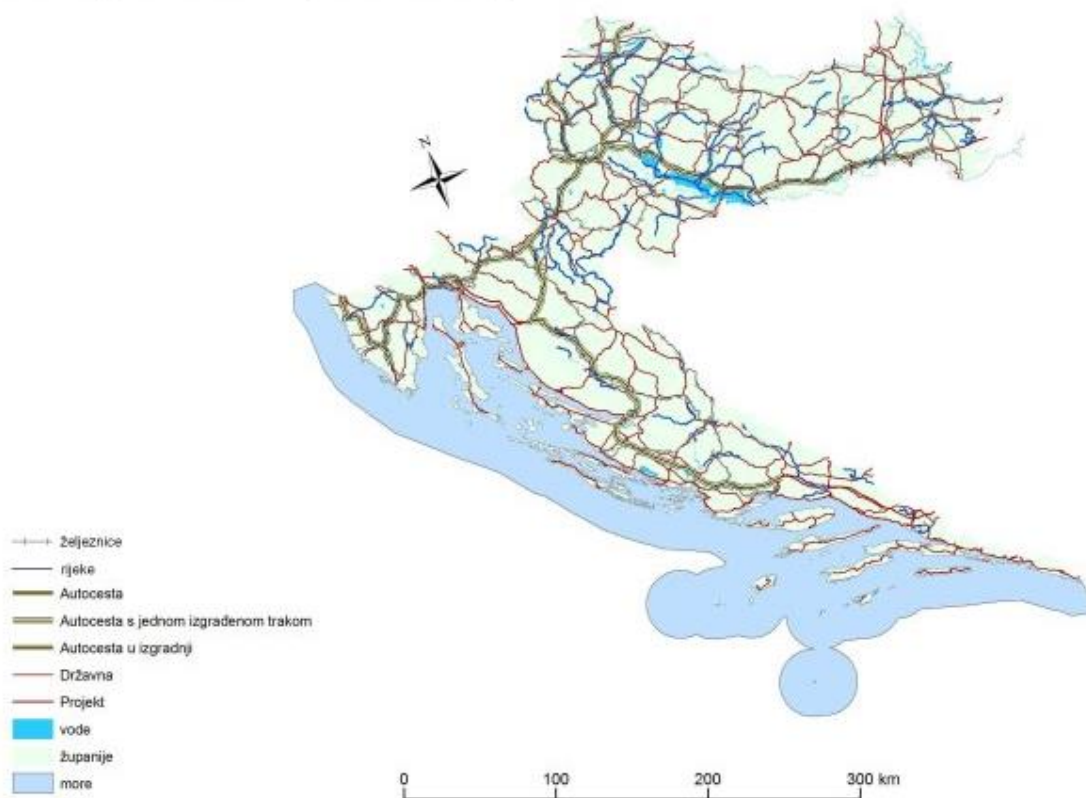 N
željeznice
rijeke
Autocesta
Autocesta s jednom izgrađenom trakom
Autocesta u izgradnji
Državna
Projekt
vode
županije
more
0 100 200 300 km